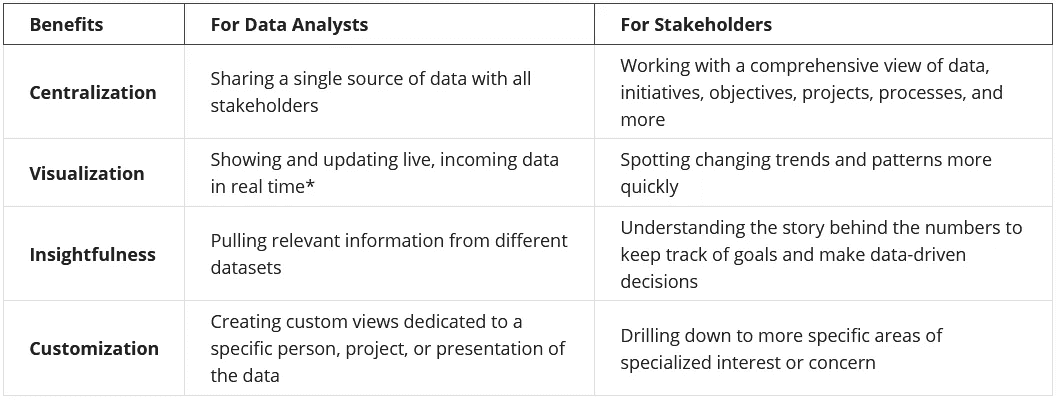 Benefits For Data Analysts For Stakeholders
Centralization
Sharing a single source of data with all
stakeholders
Working with a comprehensive view of data,
initiatives, objectives, projects, processes, and
more
Visualization
Showing and updating live, incoming data
in real time*
Spotting changing trends and patterns more
quickly
Insightfulness
Pulling relevant information from different
datasets
Understanding the story behind the numbers to
keep track of goals and make data-driven
decisions
Customization
Creating custom views dedicated to a
specific person, project, or presentation of
the data
Drilling down to more specific areas of
specialized interest or concern